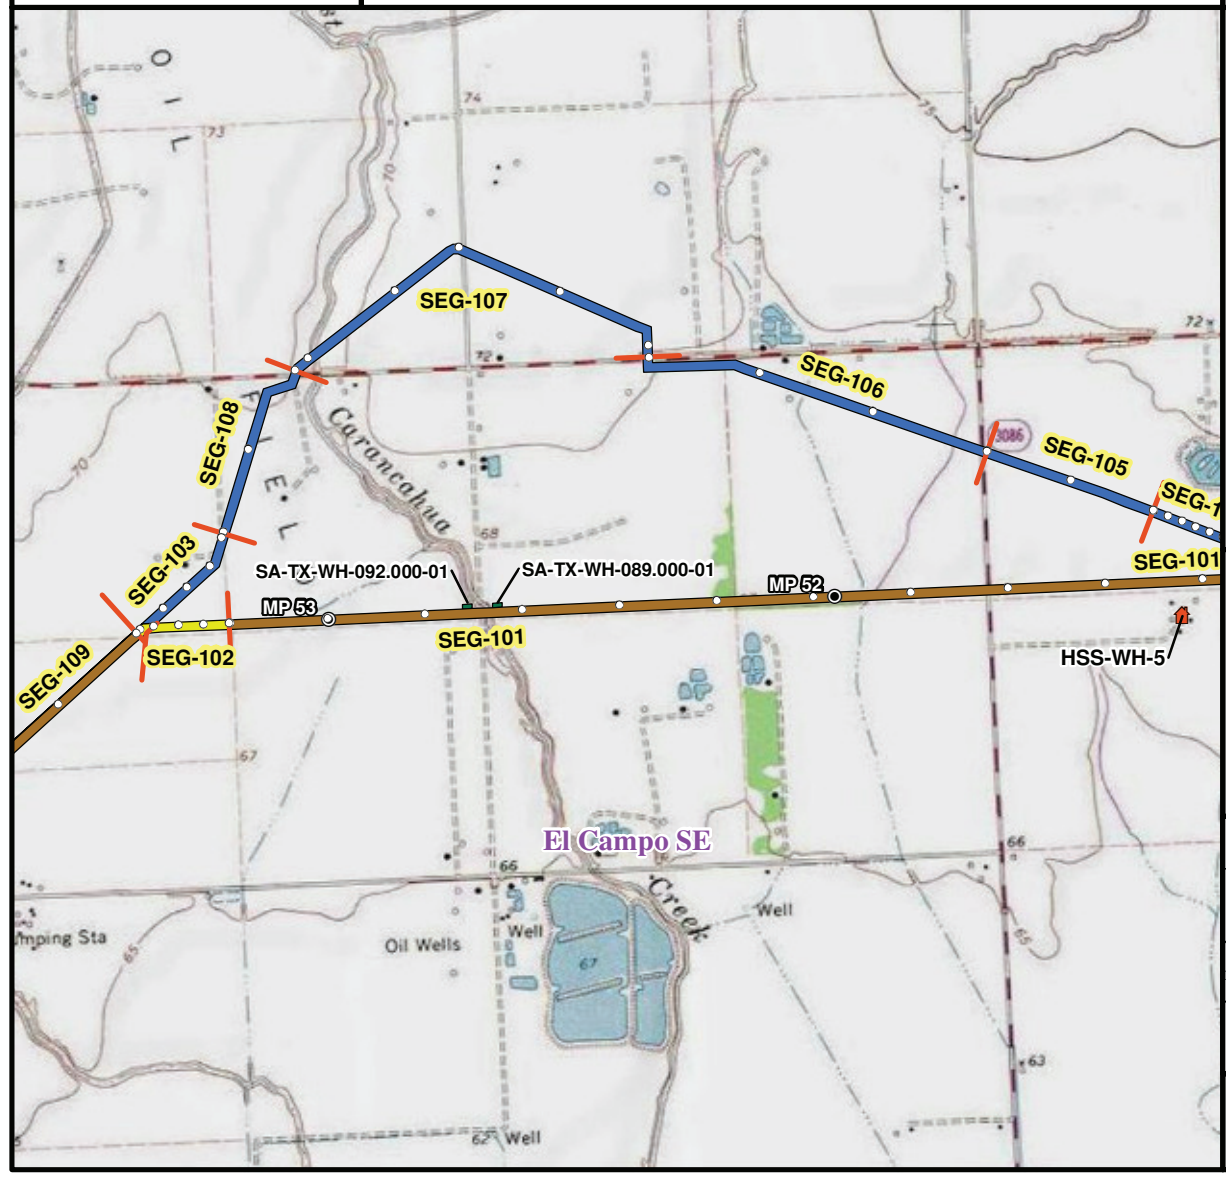 O
I
L
74
75
73
70
SEG-107
72
72
SEG-106
SEG-108
F
I
E
L
Carancahua
3086
SEG-105
SEG-1
70
68
SEG-103
SA-TX-WH-092.000-01
SA-TX-WH-089.000-01
SEG-101
MP 53
MP 52
SEG-101
SEG-102
HSS-WH-5
SEG-109
67
El Campo SE
66
66
Creek
Well
Well
Oil Wells
mping Sta
65
65
67
63
62
Well